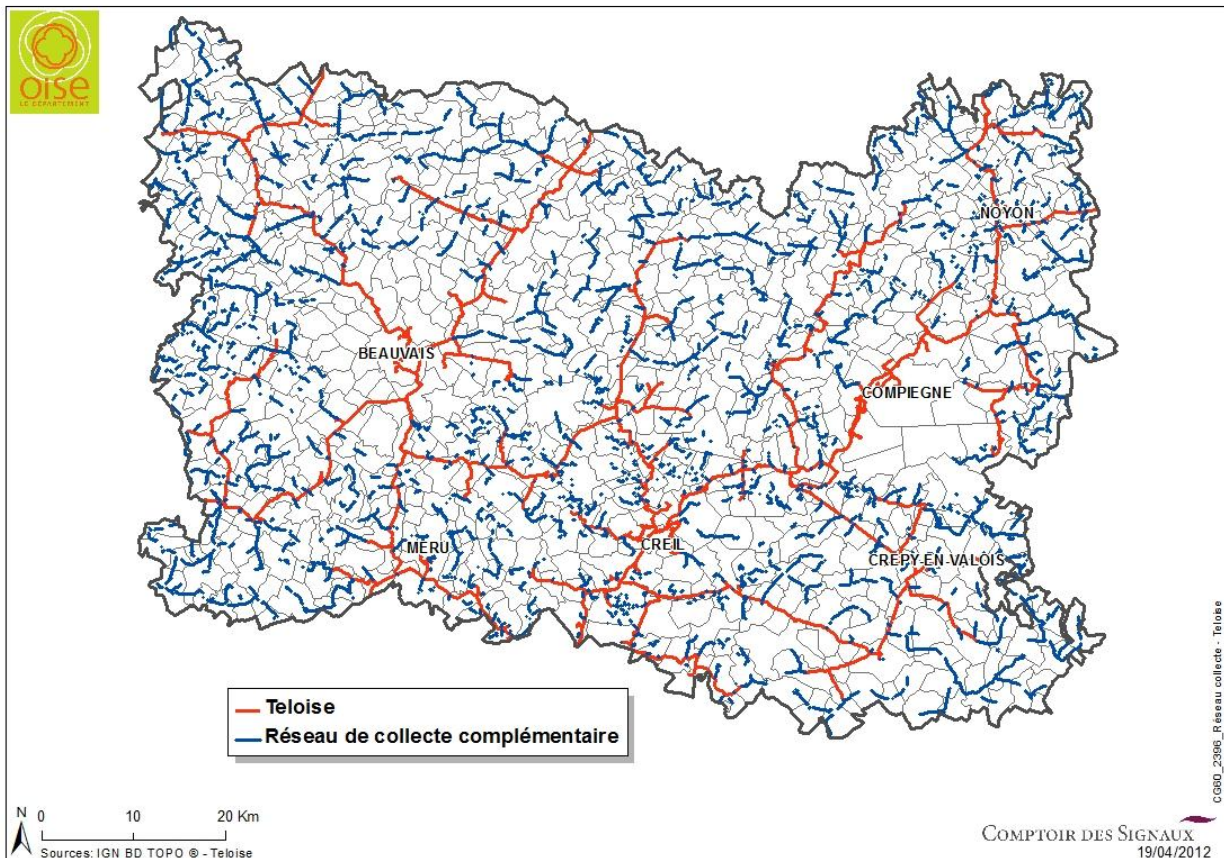 oise
LE DÉPARTEMENT
NOYON
BEAUVAIS
COMPIEGNE
MERU
CREIL
CREPY-EN-VALOIS
Teloise
Réseau de collecte complémentaire
N
0 10 20 Km
Sources: IGN BD TOPO ® - Teloise
COMPTOIR DES SIGNAUX
19/04/2012
CG60_2396_Réseau collecte - Teloise